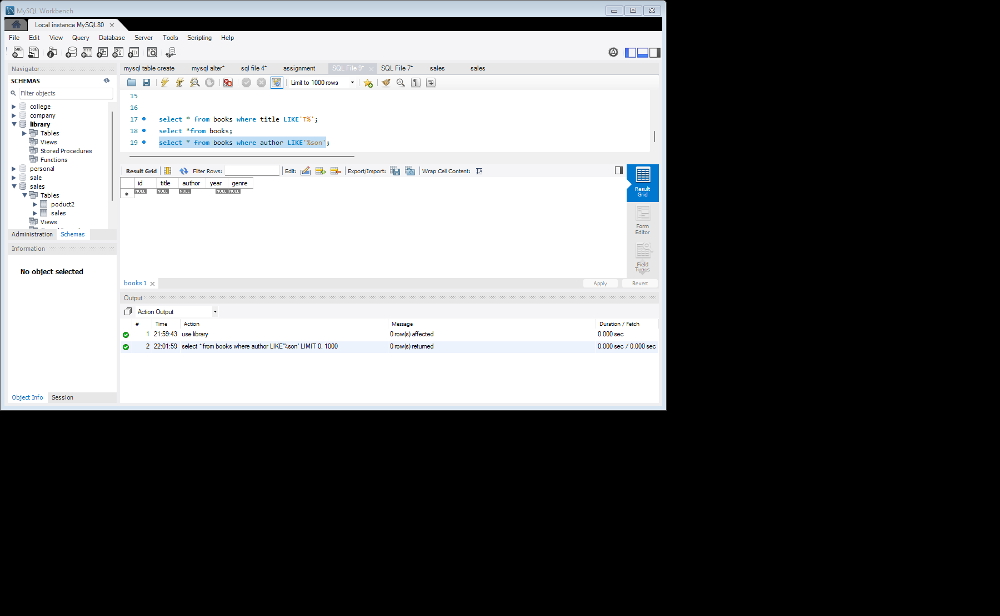 MySQL Workbench
Local instance MySQL80
File Edit View Query Database Server Tools Scripting Help
Navigator
SCHEMAS
Filter objects
college
company
library
Tables
Views
Stored Procedures
Functions
personal
sale
sales
Tables
poduct2
sales
Views
Administration Schemas
Information
No object selected
Object Info Session
mysql table create mysql alter* sql file 4* assignment SQL File 9* SQL File 7* sales sales
Limit to 1000 rows
15
16
17 select * from books where title LIKE'T%';
18 select *from books;
19 select * from books where author LIKE'%son';
Result Grid Filter Rows: Edit: Export/Import: Wrap Cell Content:
id title author year genre
NULL NULL NULL NULL NULL
Result
Grid
Form
Editor
Field
Types
books 1 Apply Revert
Output
Action Output
# Time Action Message Duration / Fetch
1 21:59:43 use library 0 row(s) affected 0.000 sec
2 22:01:59 select * from books where author LIKE'%son' LIMIT 0, 1000 0 row(s) returned 0.000 sec / 0.000 sec